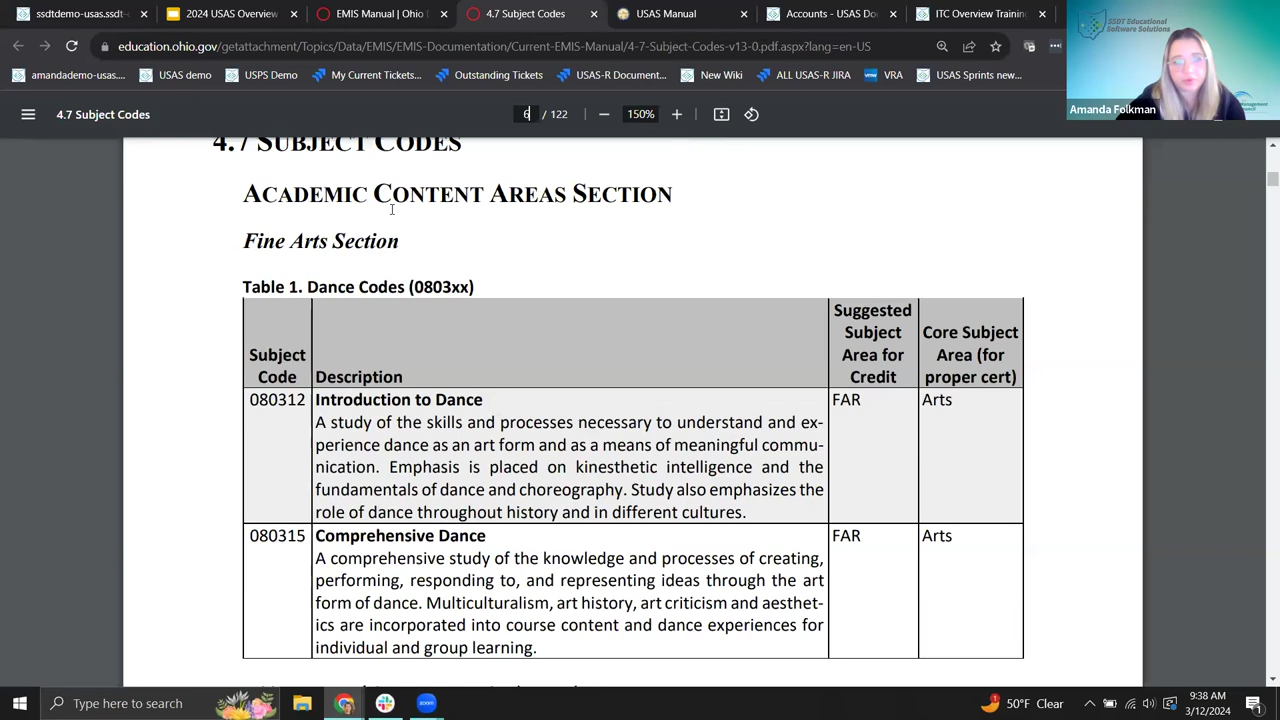 ssdtdemo-usas.ssdt-
2024 USAS Overview
EMIS Manual | Ohio
4.7 Subject Codes
USAS Manual
Accounts - USAS Do
ITC Overview Training
education.ohio.gov/getattachment/Topics/Data/EMIS/EMIS-Documentation/Current-EMIS-Manual/4-7-Subject-Codes-v13-0.pdf.aspx?lang=en-US
amandademo-usas....
USAS demo
USPS Demo
My Current Tickets...
Outstanding Tickets
USAS-R Document...
New Wiki
ALL USAS-R JIRA
vmw
VRA
USAS Sprints new...
SSDT Educational
Software Solutions
Management
Council
Amanda Folkman
4.7 Subject Codes
6 / 22
150%
4.7 SUBJECT CODES
ACADEMIC CONTENT AREAS SECTION
Fine Arts Section
Table 1. Dance Codes (0803xx)
Subject Code
Description
Suggested Subject Area for Credit
Core Subject Area (for proper cert)
080312
Introduction to Dance
FAR
Arts
A study of the skills and processes necessary to understand and ex-
perience dance as an art form and as a means of meaningful commu-
nication. Emphasis is placed on kinesthetic intelligence and the
fundamentals of dance and choreography. Study also emphasizes the
role of dance throughout history and in different cultures.
080315
Comprehensive Dance
FAR
Arts
A comprehensive study of the knowledge and processes of creating,
performing, responding to, and representing ideas through the art
form of dance. Multiculturalism, art history, art criticism and aesthet-
ics are incorporated into course content and dance experiences for
individual and group learning.
Type here to search
50°F Clear
9:38 AM
3/12/2024
1